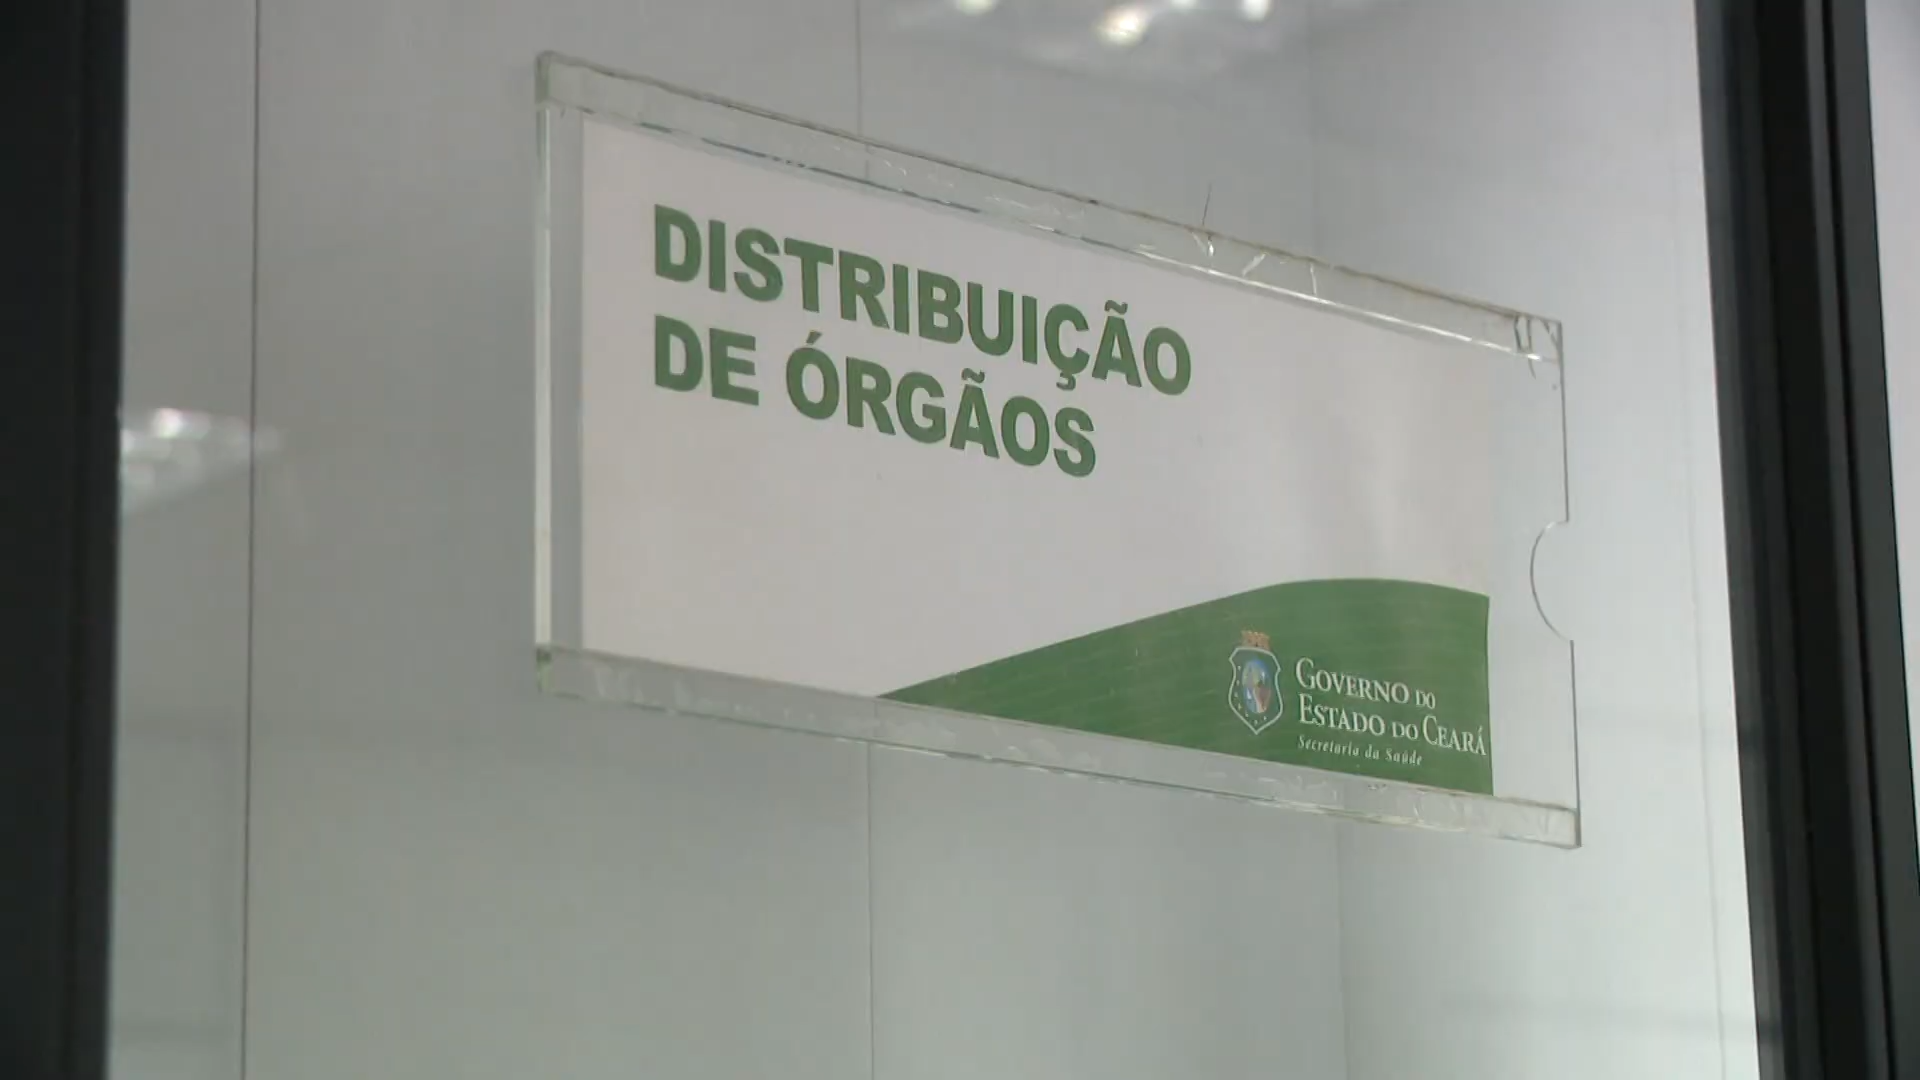 DISTRIBUIÇÃO
DE ÓRGÃOS
GOVERNO DO
ESTADO DO CEARÁ
Secretaria da Saúde